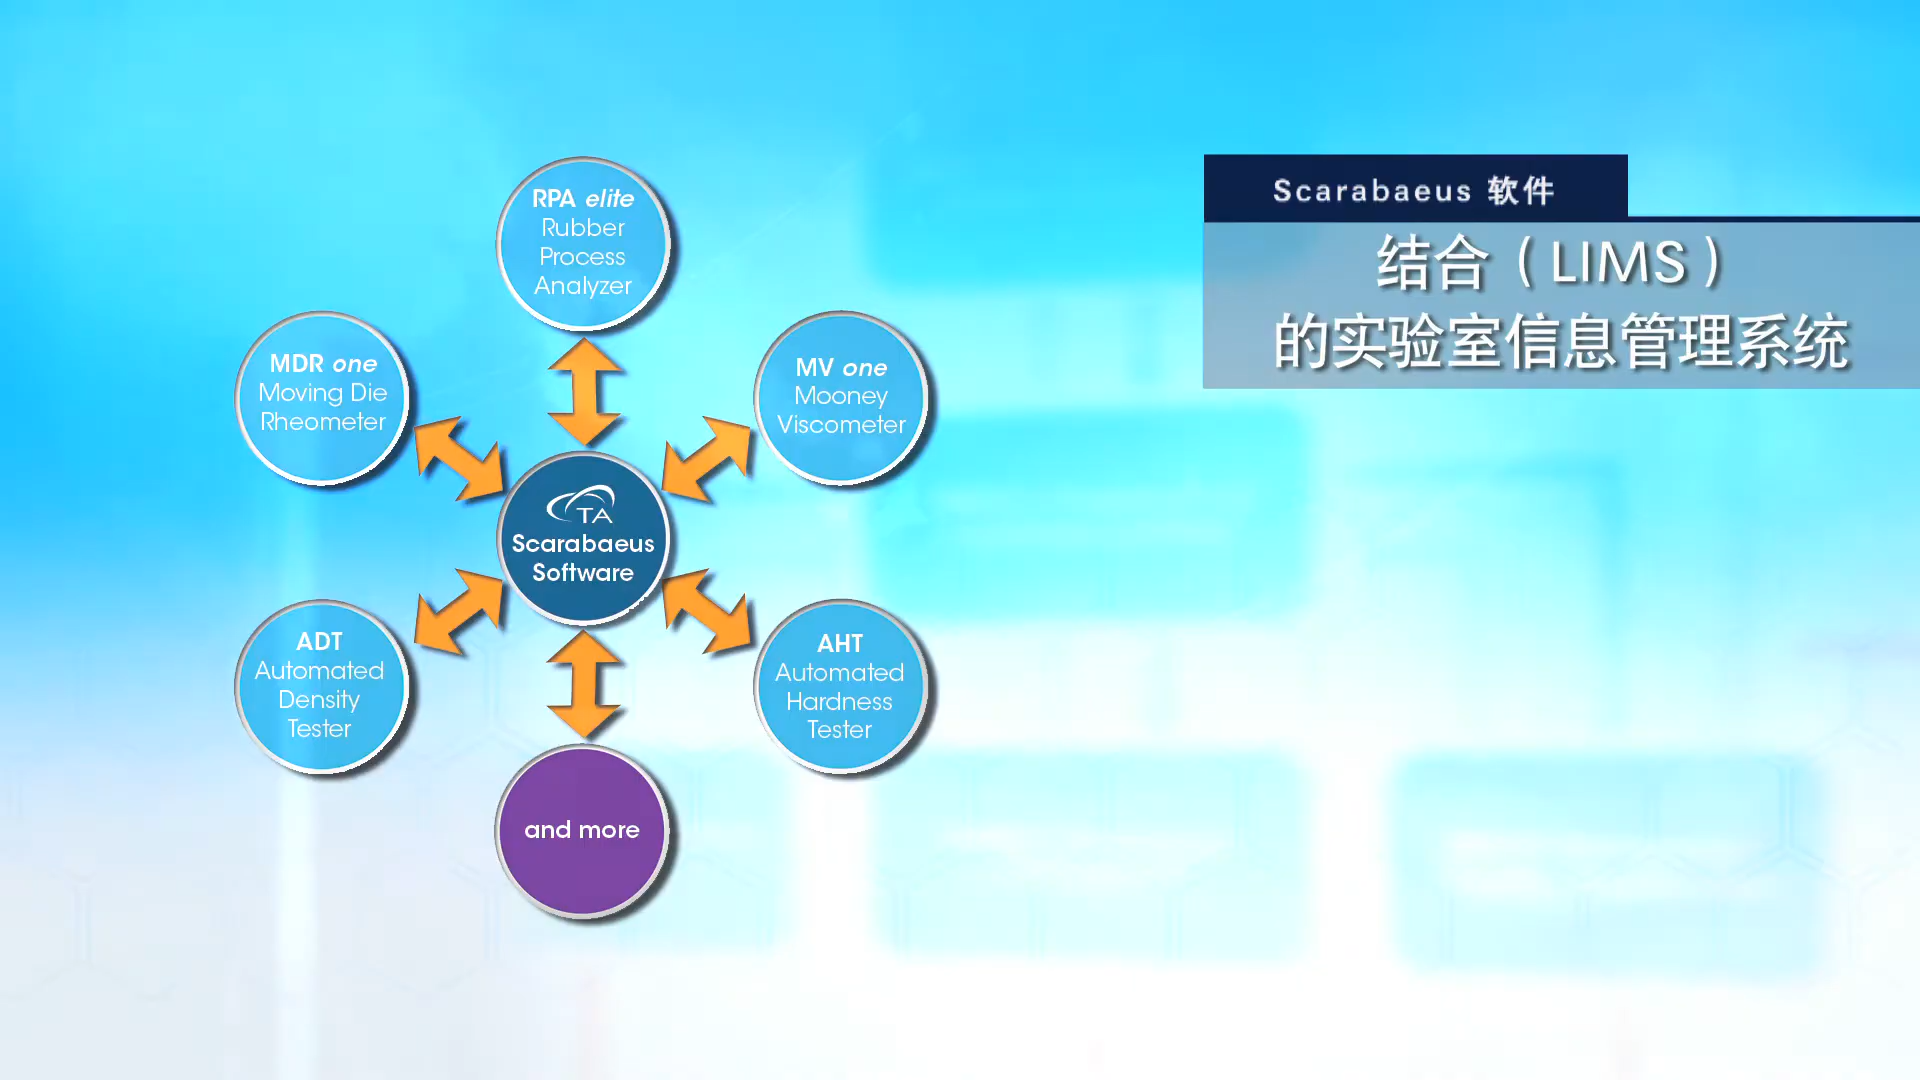 RPA elite
Rubber
Process
Analyzer
MDR one
Moving Die
Rheometer
MV one
Mooney
Viscometer
TA
Scarabaeus
Software
ADT
Automated
Density
Tester
AHT
Automated
Hardness
Tester
and more
Scarabaeus 软件
结合（LIMS）
的实验室信息管理系统